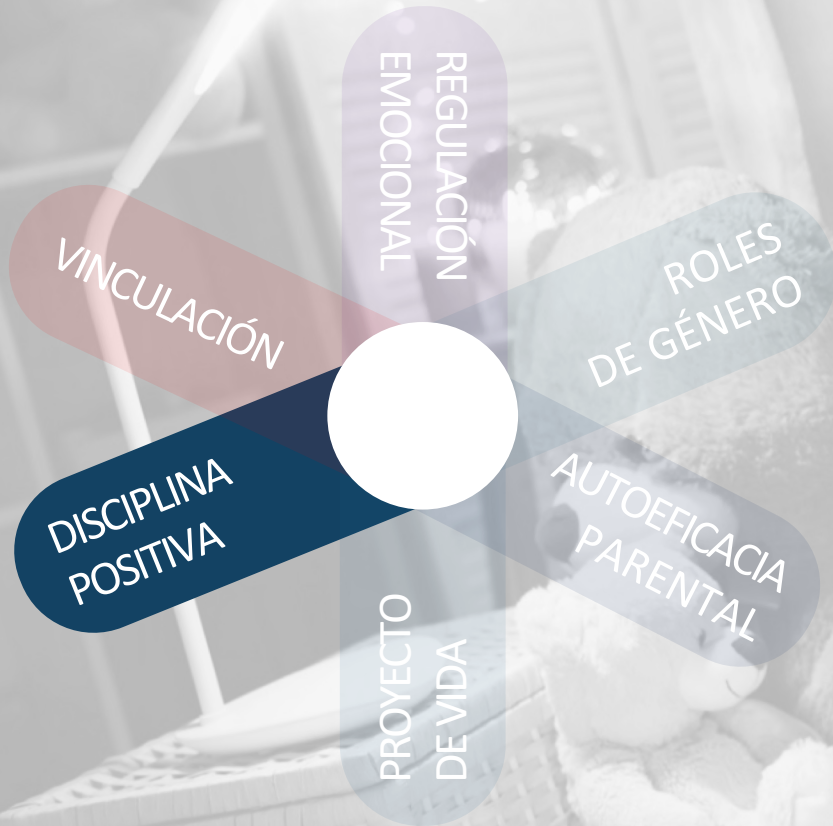 REGULACIÓN
EMOCIONAL
ROLES
DE GÉNERO
VINCULACIÓN
DISCIPLINA
POSITIVA
AUTOEFICACIA
PARENTAL
PROYECTO
DE VIDA